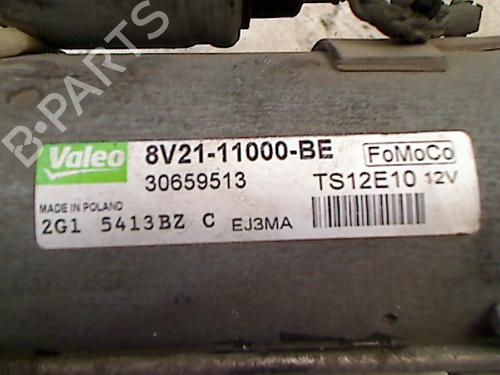 Valeo 8V21-11000-BE FoMoCo
30659513 TS12E10 12V
MADE IN POLAND
2G1 5413BZ C EJ3MA
B-PARTS